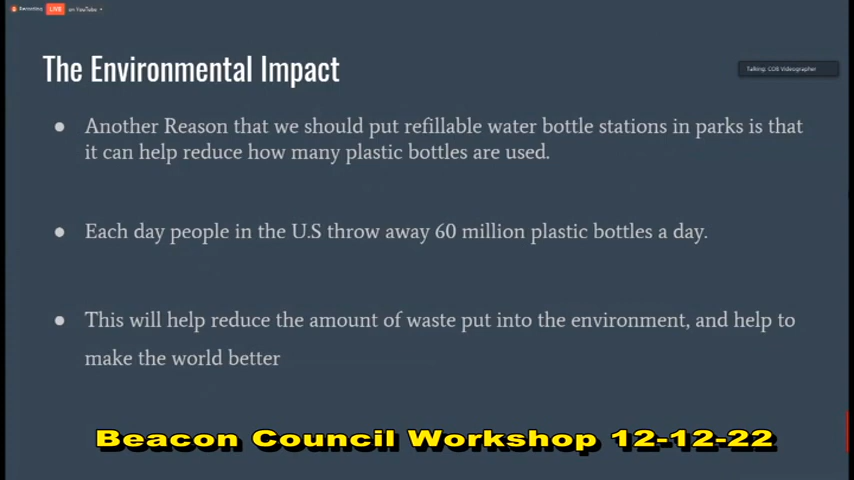 Recording LIVE on YouTube
The Environmental Impact
Talking: COB Videographer
● Another Reason that we should put refillable water bottle stations in parks is that
it can help reduce how many plastic bottles are used.
● Each day people in the U.S throw away 60 million plastic bottles a day.
● This will help reduce the amount of waste put into the environment, and help to
make the world better
Beacon Council Workshop 12-12-22